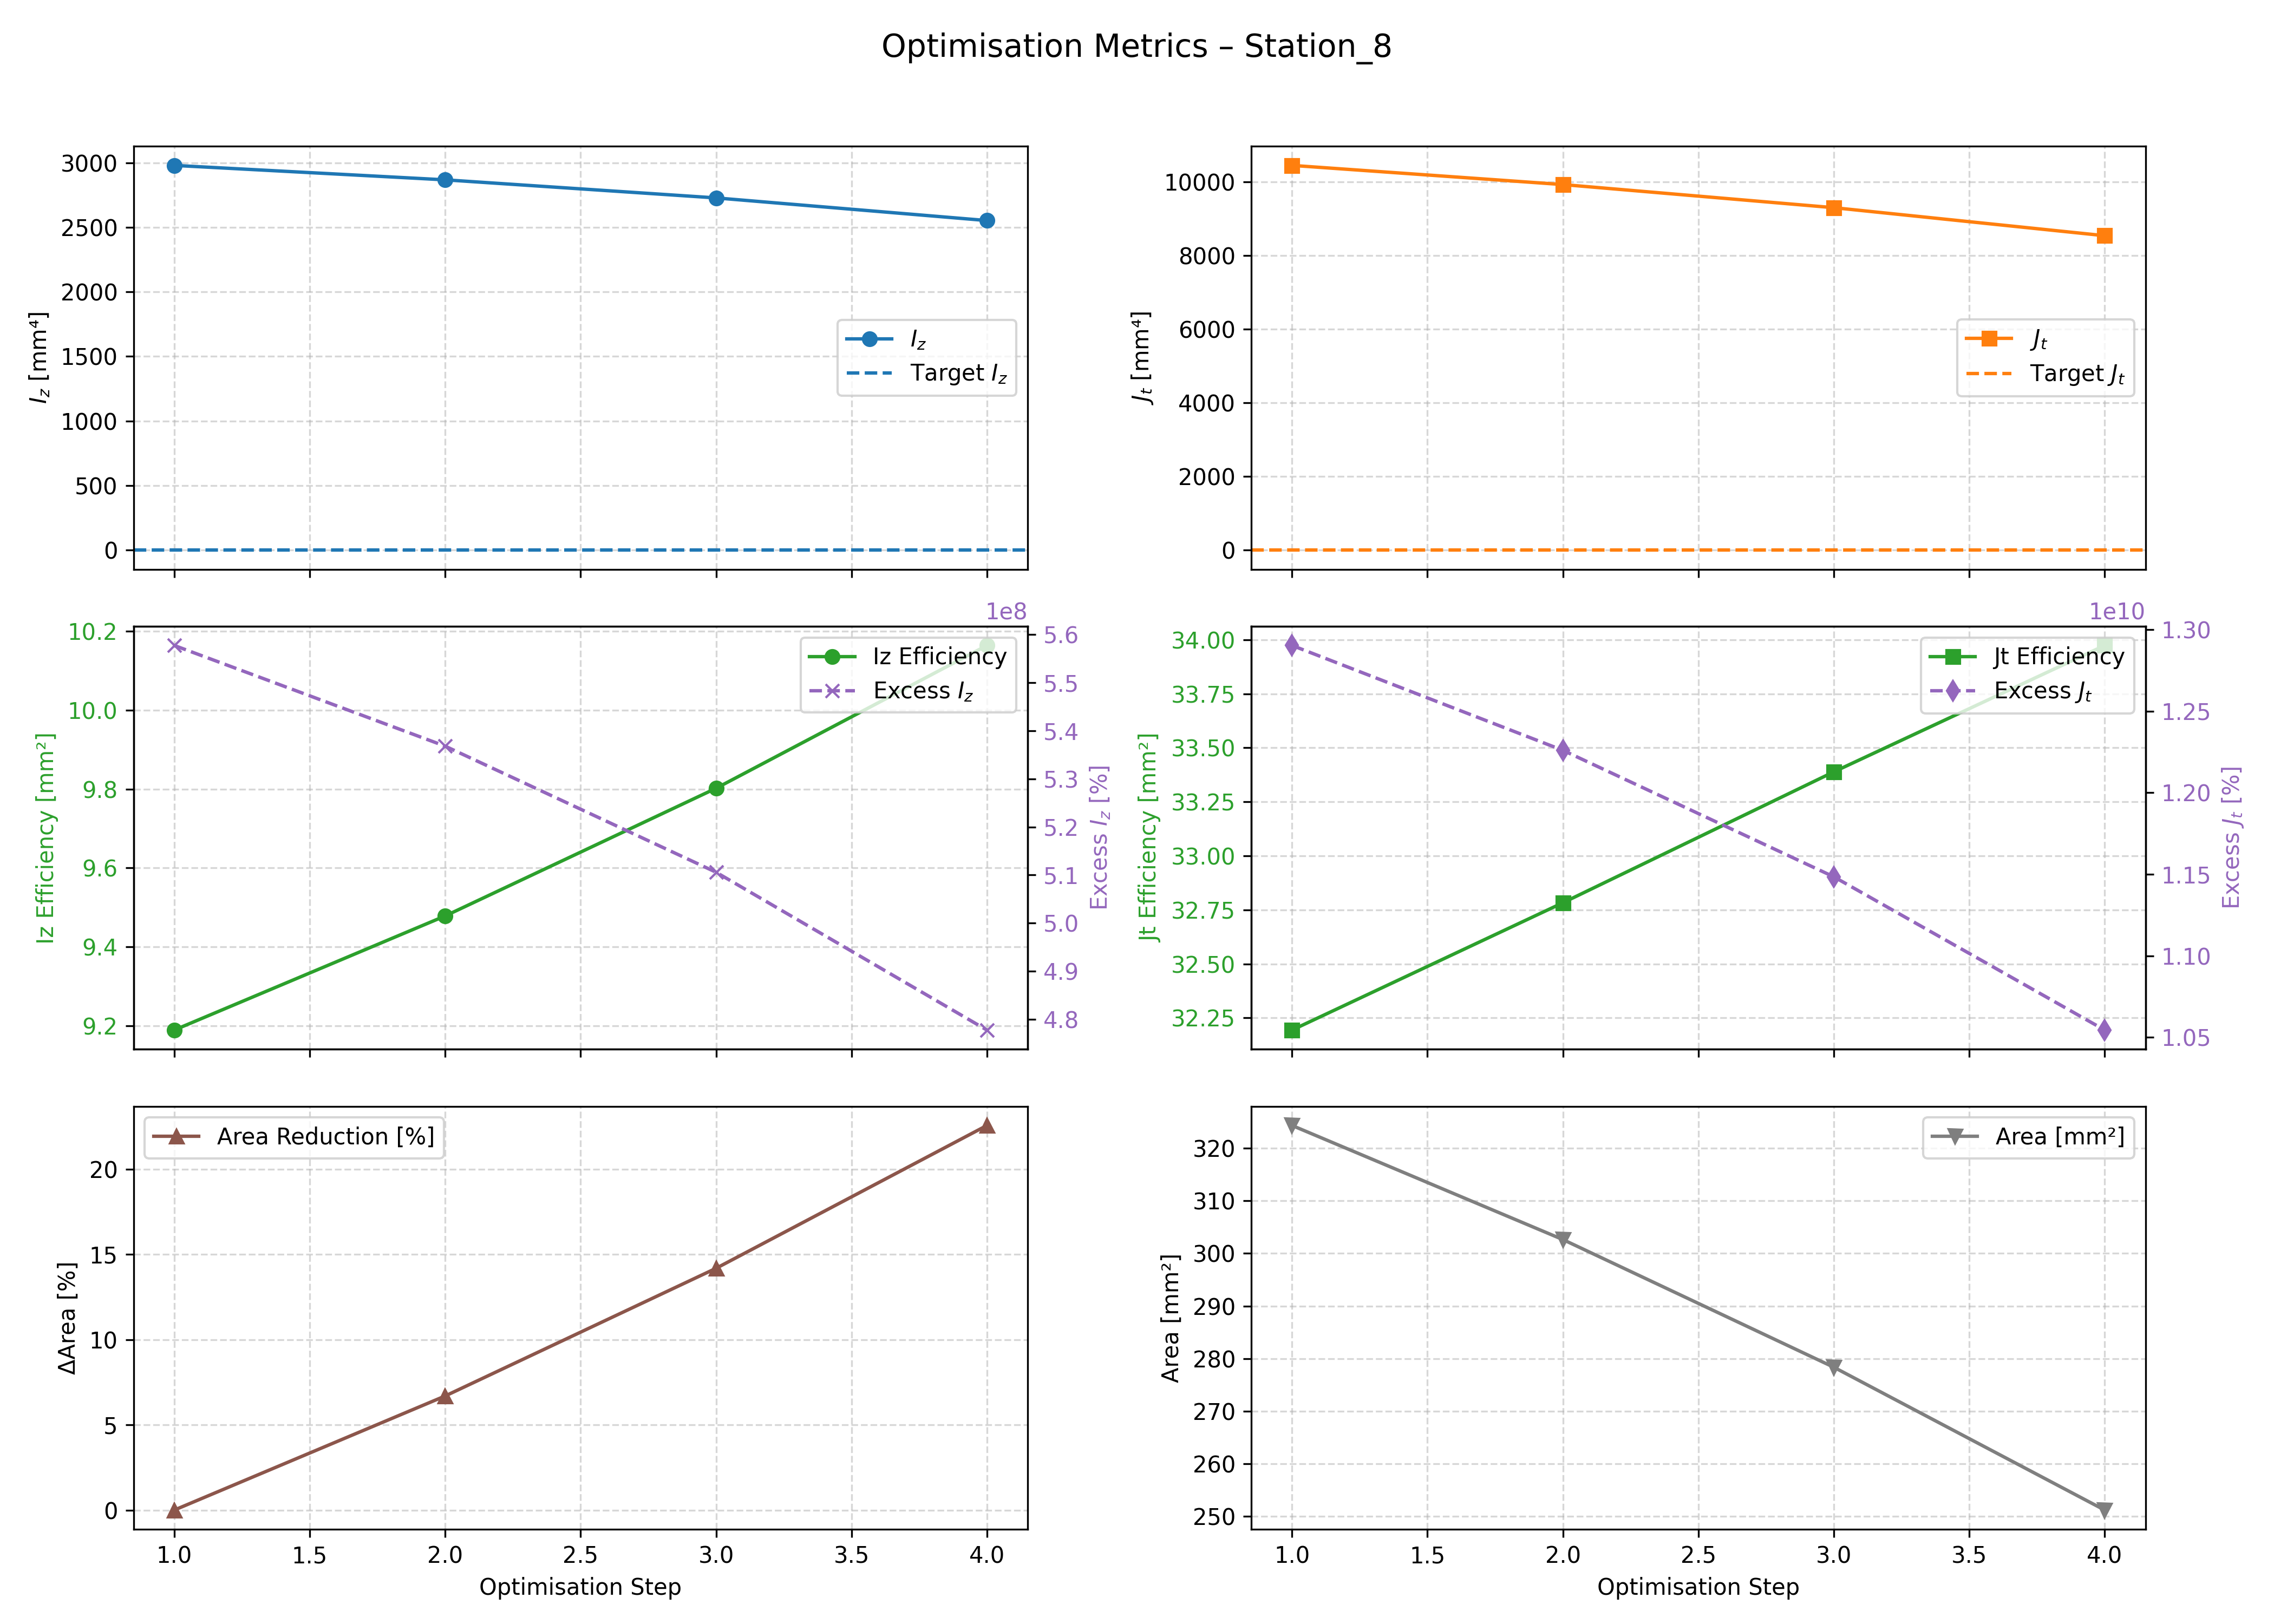 Optimisation Metrics – Station_8
3000
2500
2000
1500
1000
500
0
I_z [mm⁴]
I_z
Target I_z
10000
8000
6000
4000
2000
0
J_t [mm⁴]
J_t
Target J_t
1e8
10.2
10.0
9.8
9.6
9.4
9.2
Iz Efficiency [mm²]
Iz Efficiency
Excess I_z
5.6
5.5
5.4
5.3
5.2
5.1
5.0
4.9
4.8
Excess I_z [%]
1e10
34.00
33.75
33.50
33.25
33.00
32.75
32.50
32.25
Jt Efficiency [mm²]
Jt Efficiency
Excess J_t
1.30
1.25
1.20
1.15
1.10
1.05
Excess J_t [%]
Area Reduction [%]
20
15
10
5
0
ΔArea [%]
1.0 1.5 2.0 2.5 3.0 3.5 4.0
Optimisation Step
Area [mm²]
320
310
300
290
280
270
260
250
Area [mm²]
1.0 1.5 2.0 2.5 3.0 3.5 4.0
Optimisation Step